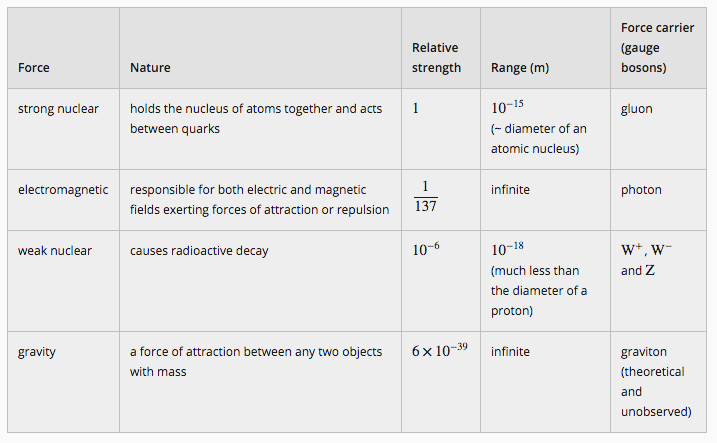 Force Nature Relative strength Range (m) Force carrier (gauge bosons)
strong nuclear
holds the nucleus of atoms together and acts
between quarks
1
10⁻¹⁵
(~ diameter of an
atomic nucleus)
gluon
electromagnetic
responsible for both electric and magnetic
fields exerting forces of attraction or repulsion
1
137
infinite
photon
weak nuclear
causes radioactive decay
10⁻⁶
10⁻¹⁸
(much less than
the diameter of a
proton)
W⁺, W⁻
and Z
gravity
a force of attraction between any two objects
with mass
6 × 10⁻³⁹
infinite
graviton
(theoretical
and
unobserved)